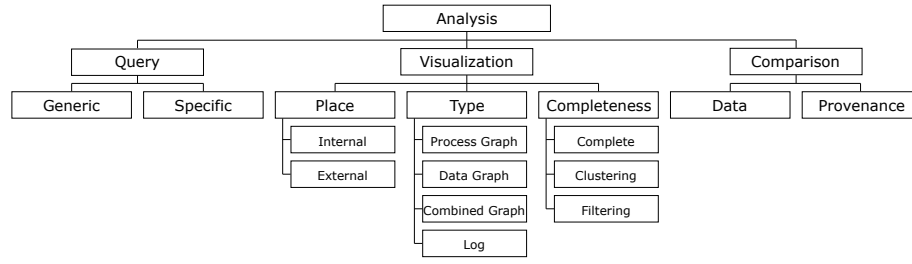 Analysis
Query
Visualization
Comparison
Generic
Specific
Place
Type
Completeness
Data
Provenance
Internal
Process Graph
Complete
External
Data Graph
Clustering
Combined Graph
Filtering
Log